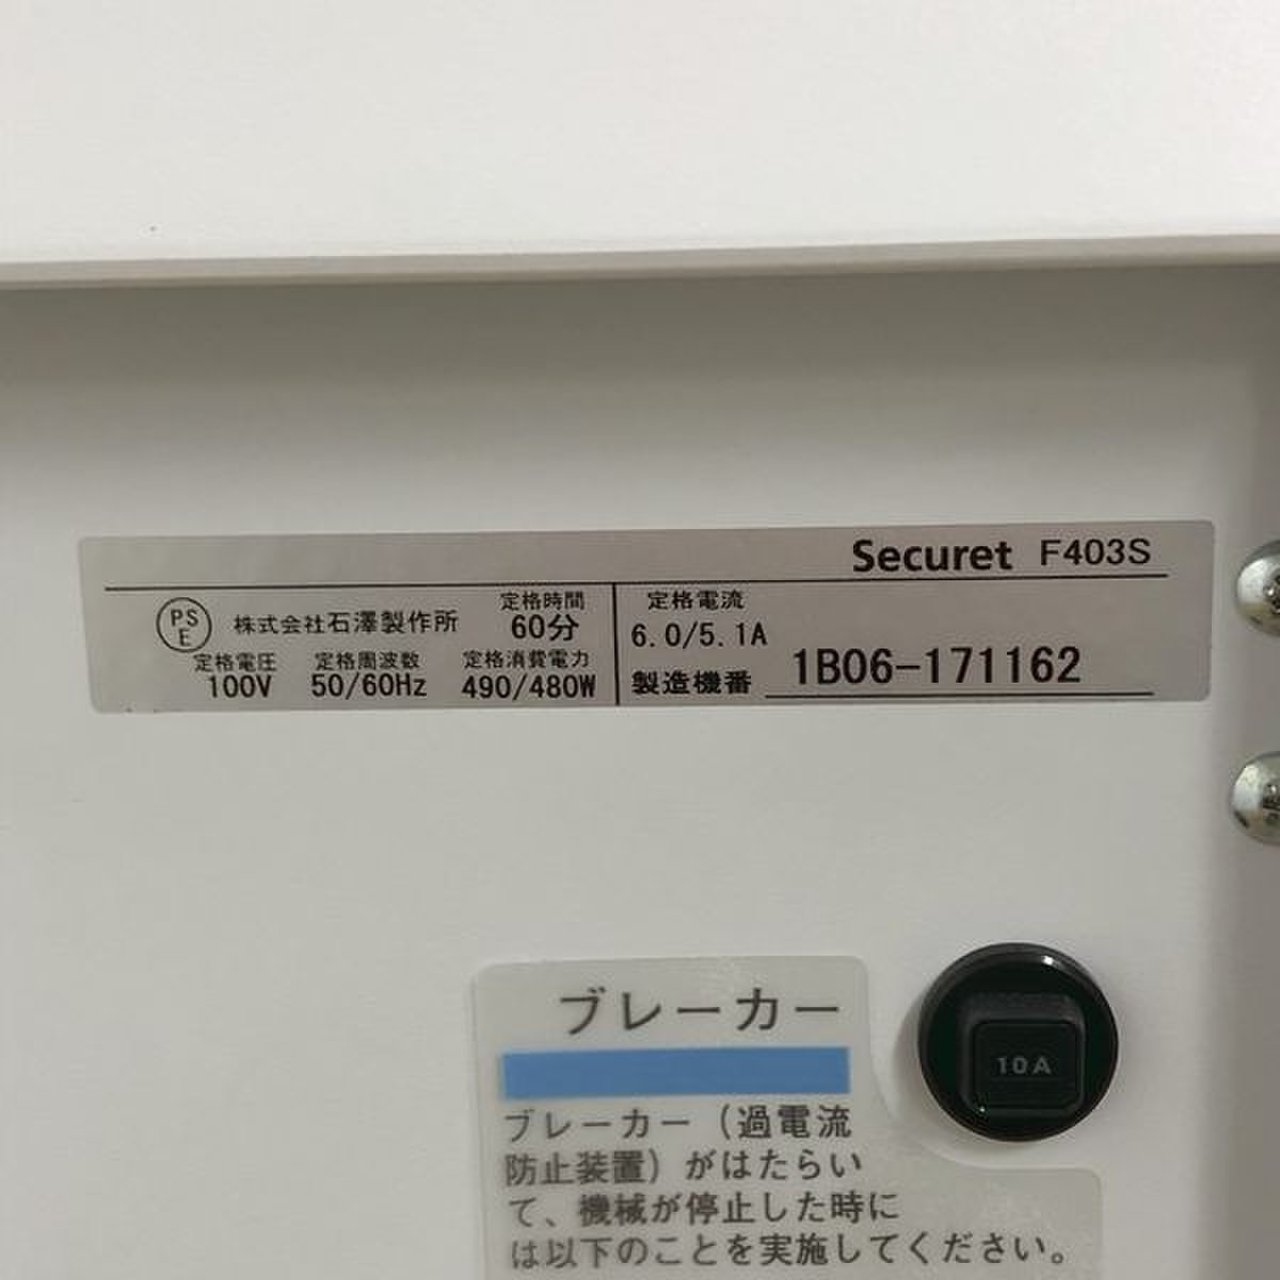 Securet F403S
PS
E
株式会社石澤製作所
定格時間
60分
定格電圧
100V
定格周波数
50/60Hz
定格消費電力
490/480W
定格電流
6.0/5.1A
製造機番 1B06-171162
ブレーカー
10A
ブレーカー（過電流
防止装置）がはたらい
て、機械が停止した時に
は以下のことを実施してください。